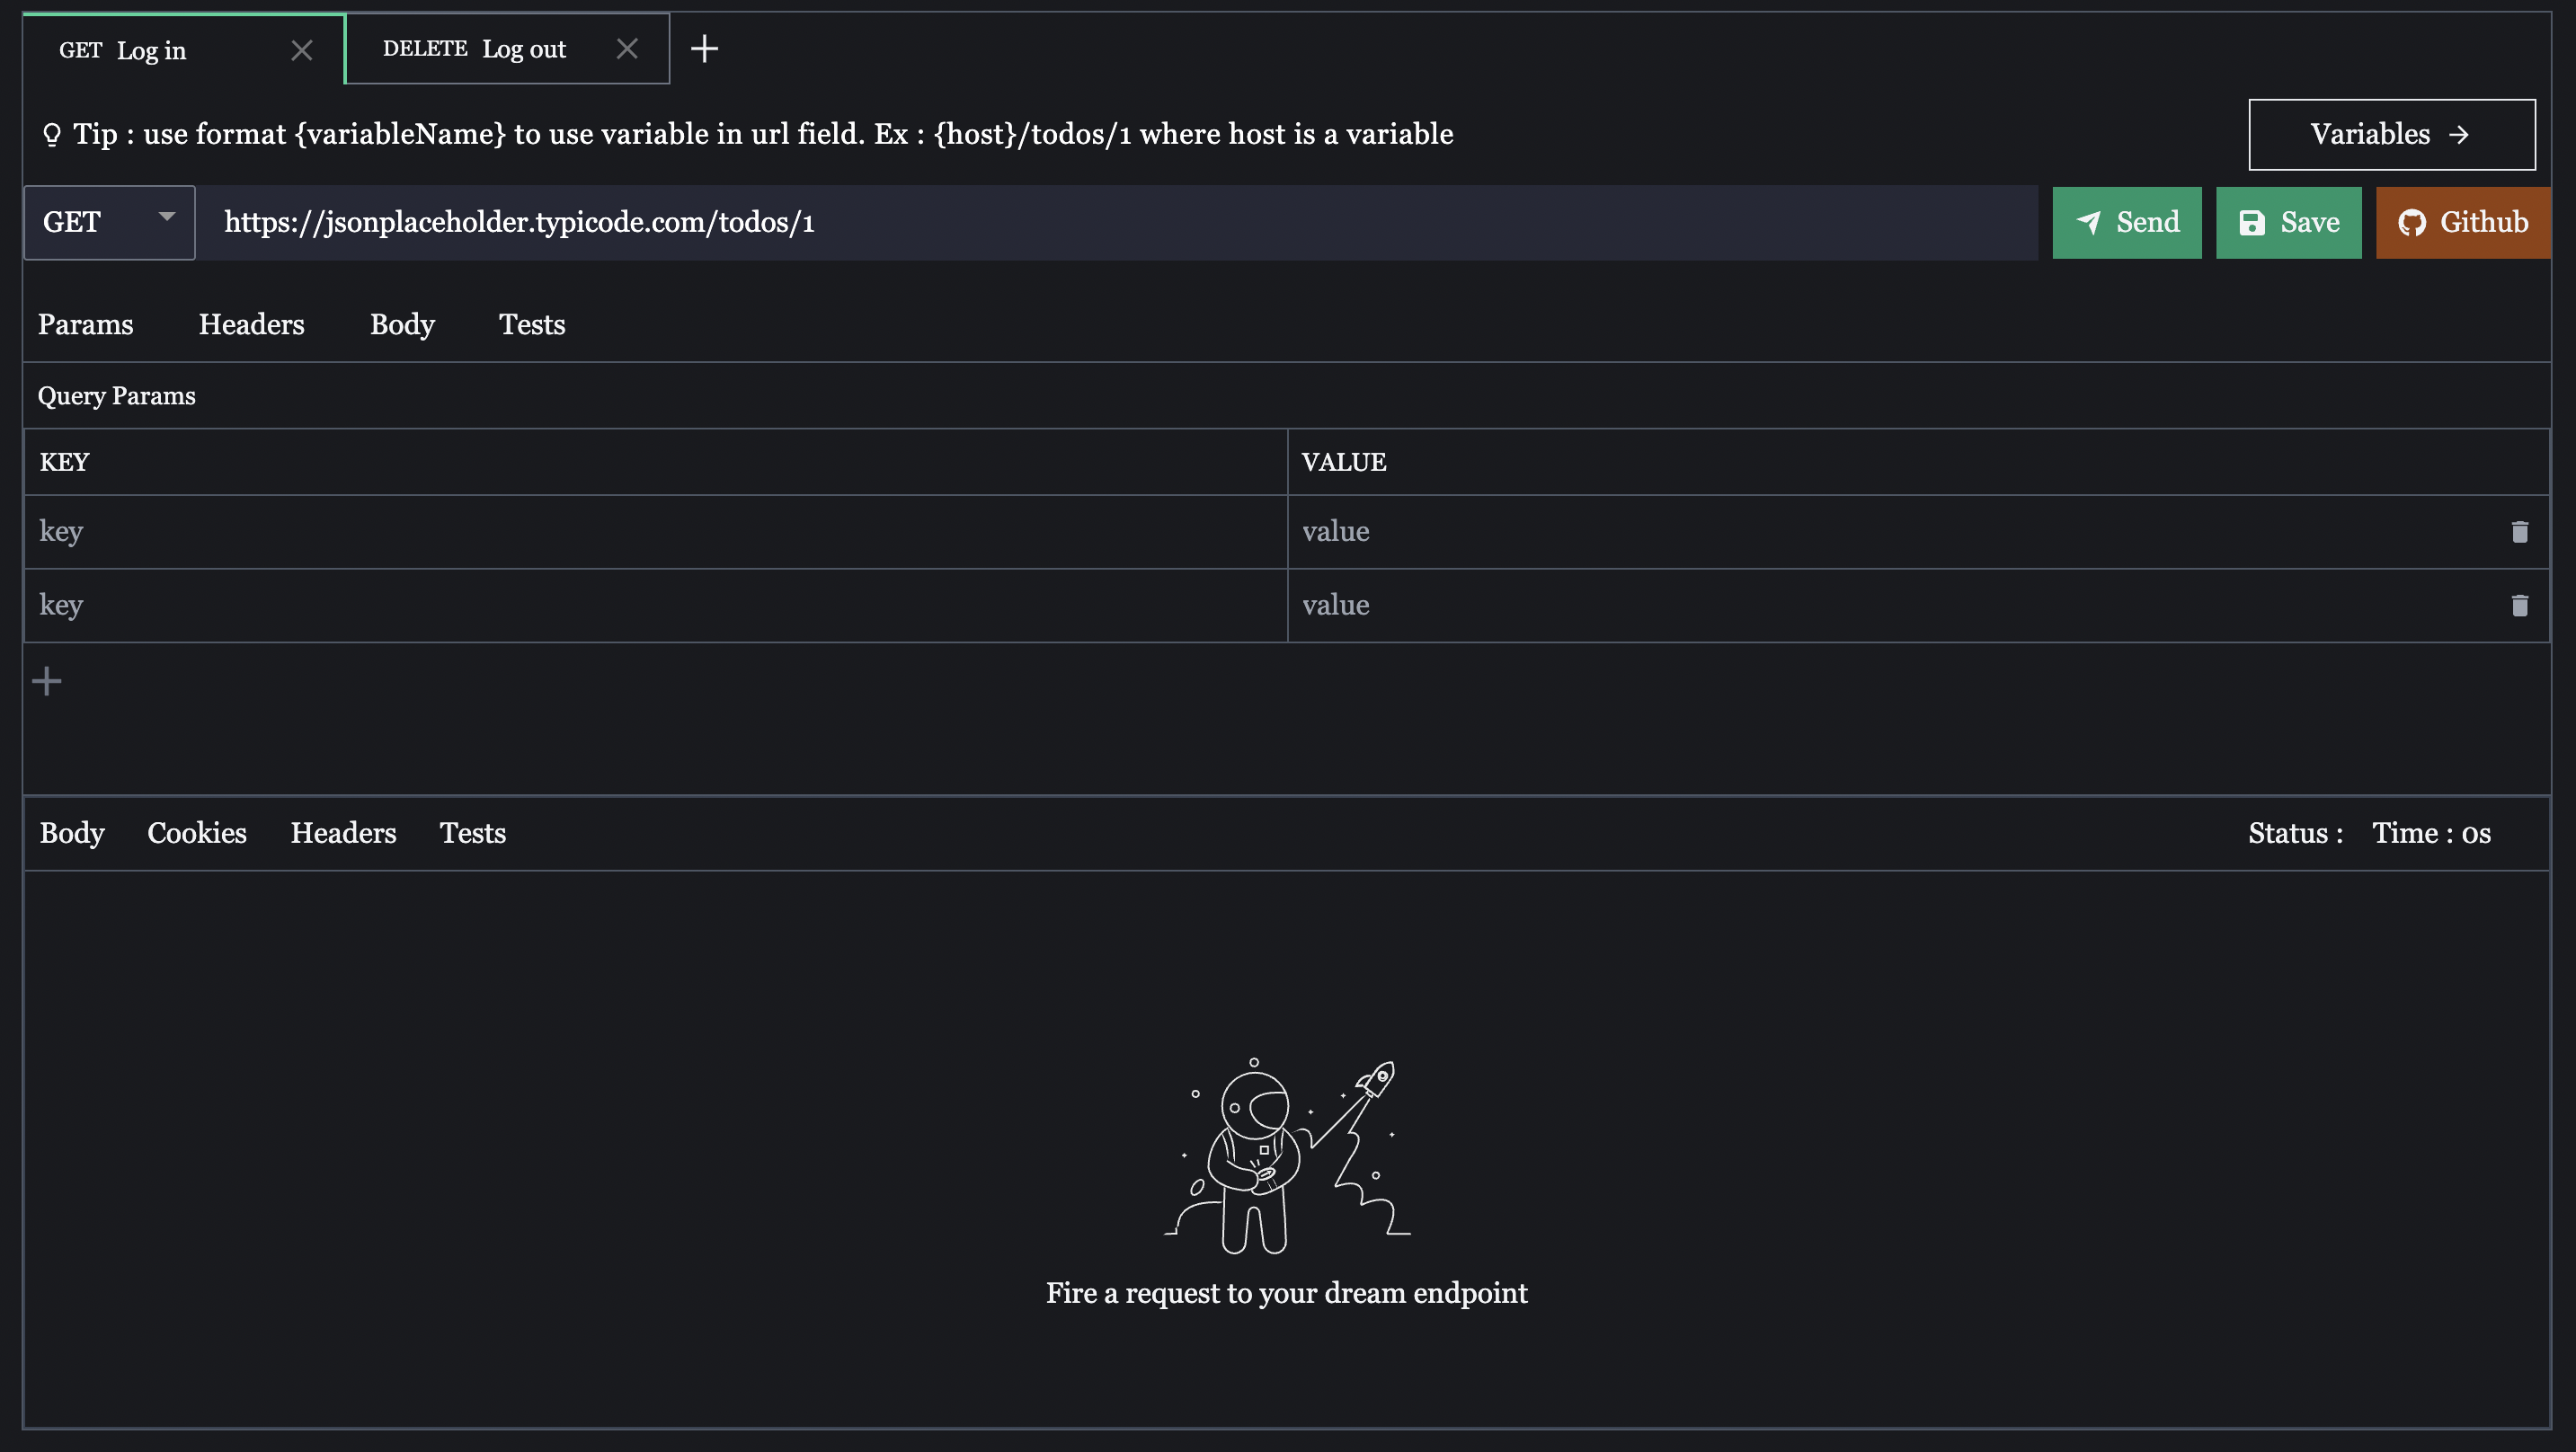 GET Log in DELETE Log out
Tip : use format {variableName} to use variable in url field. Ex : {host}/todos/1 where host is a variable
Variables
GET https://jsonplaceholder.typicode.com/todos/1 Send Save Github
Params Headers Body Tests
Query Params
KEY VALUE
key value
key value
Body Cookies Headers Tests Status : Time : 0s
Fire a request to your dream endpoint